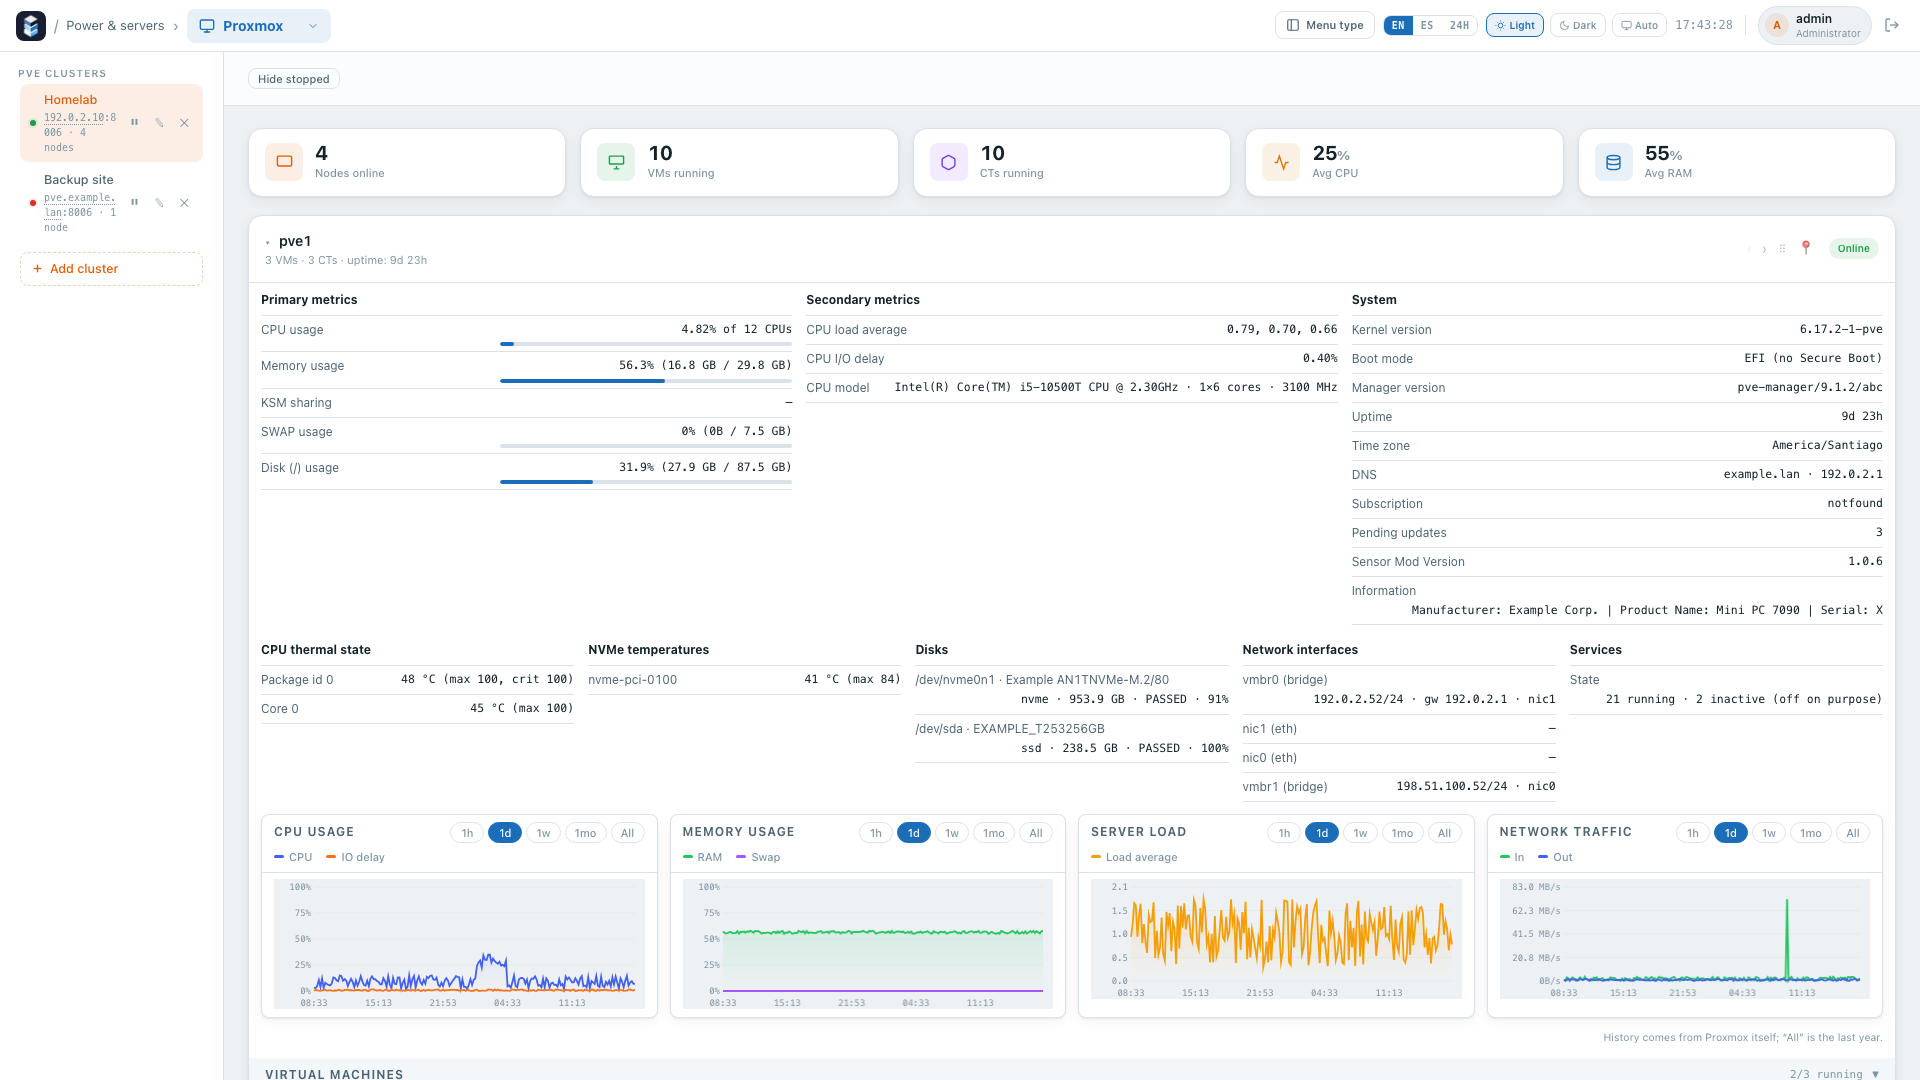 / Power & servers › Proxmox
Menu type
EN ES 24H
Light
Dark
Auto
17:43:28
A
admin
Administrator
PVE CLUSTERS
Homelab
192.0.2.10:8
006 · 4
nodes
Backup site
pve.example.
lan:8006 · 1
node
+ Add cluster
Hide stopped
4
Nodes online
10
VMs running
10
CTs running
25%
Avg CPU
55%
Avg RAM
pve1
3 VMs · 3 CTs · uptime: 9d 23h
Online
Primary metrics
CPU usage 4.82% of 12 CPUs
Memory usage 56.3% (16.8 GB / 29.8 GB)
KSM sharing —
SWAP usage 0% (0B / 7.5 GB)
Disk (/) usage 31.9% (27.9 GB / 87.5 GB)
Secondary metrics
CPU load average 0.79, 0.70, 0.66
CPU I/O delay 0.40%
CPU model Intel(R) Core(TM) i5-10500T CPU @ 2.30GHz · 1×6 cores · 3100 MHz
System
Kernel version 6.17.2-1-pve
Boot mode EFI (no Secure Boot)
Manager version pve-manager/9.1.2/abc
Uptime 9d 23h
Time zone America/Santiago
DNS example.lan · 192.0.2.1
Subscription notfound
Pending updates 3
Sensor Mod Version 1.0.6
Information
Manufacturer: Example Corp. | Product Name: Mini PC 7090 | Serial: X
CPU thermal state
Package id 0 48 °C (max 100, crit 100)
Core 0 45 °C (max 100)
NVMe temperatures
nvme-pci-0100 41 °C (max 84)
Disks
/dev/nvme0n1 · Example AN1TNVMe-M.2/80
nvme · 953.9 GB · PASSED · 91%
/dev/sda · EXAMPLE_T253256GB
ssd · 238.5 GB · PASSED · 100%
Network interfaces
vmbr0 (bridge)
192.0.2.52/24 · gw 192.0.2.1 · nic1
nic1 (eth) —
nic0 (eth) —
vmbr1 (bridge) 198.51.100.52/24 · nic0
Services
State
21 running · 2 inactive (off on purpose)
CPU USAGE 1h 1d 1w 1mo All
CPU IO delay
100%
75%
50%
25%
0%
08:33 15:13 21:53 04:33 11:13
MEMORY USAGE 1h 1d 1w 1mo All
RAM Swap
100%
75%
50%
25%
0%
08:33 15:13 21:53 04:33 11:13
SERVER LOAD 1h 1d 1w 1mo All
Load average
2.1
1.5
1.0
0.5
0.0
08:33 15:13 21:53 04:33 11:13
NETWORK TRAFFIC 1h 1d 1w 1mo All
In Out
83.0 MB/s
62.3 MB/s
41.5 MB/s
20.8 MB/s
0B/s
08:33 15:13 21:53 04:33 11:13
History comes from Proxmox itself; “All” is the last year.
VIRTUAL MACHINES 2/3 running ▼